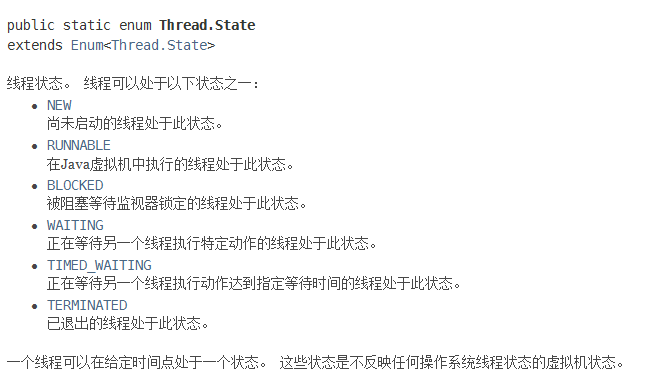 public static enum Thread.State
extends Enum<Thread.State>
线程状态。 线程可以处于以下状态之一：
• NEW
尚未启动的线程处于此状态。
• RUNNABLE
在Java虚拟机中执行的线程处于此状态。
• BLOCKED
被阻塞等待监视器锁定的线程处于此状态。
• WAITING
正在等待另一个线程执行特定动作的线程处于此状态。
• TIMED_WAITING
正在等待另一个线程执行动作达到指定等待时间的线程处于此状态。
• TERMINATED
已退出的线程处于此状态。
一个线程可以在给定时间点处于一个状态。 这些状态是不反映任何操作系统线程状态的虚拟机状态。